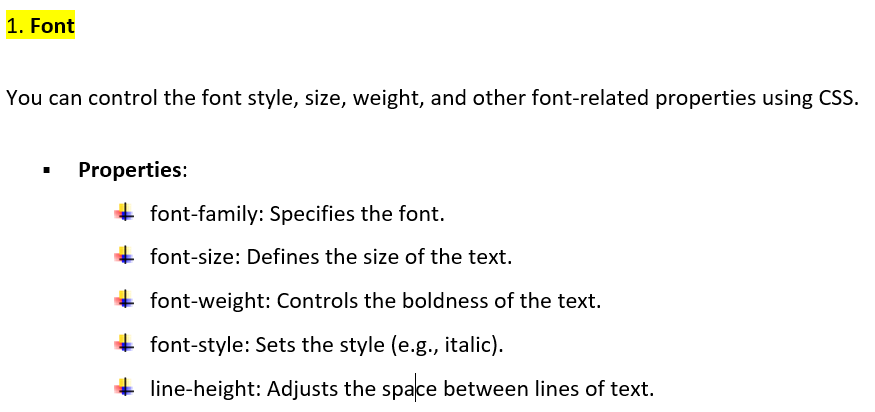 1. Font
You can control the font style, size, weight, and other font-related properties using CSS.
▪ Properties:
font-family: Specifies the font.
font-size: Defines the size of the text.
font-weight: Controls the boldness of the text.
font-style: Sets the style (e.g., italic).
line-height: Adjusts the space between lines of text.